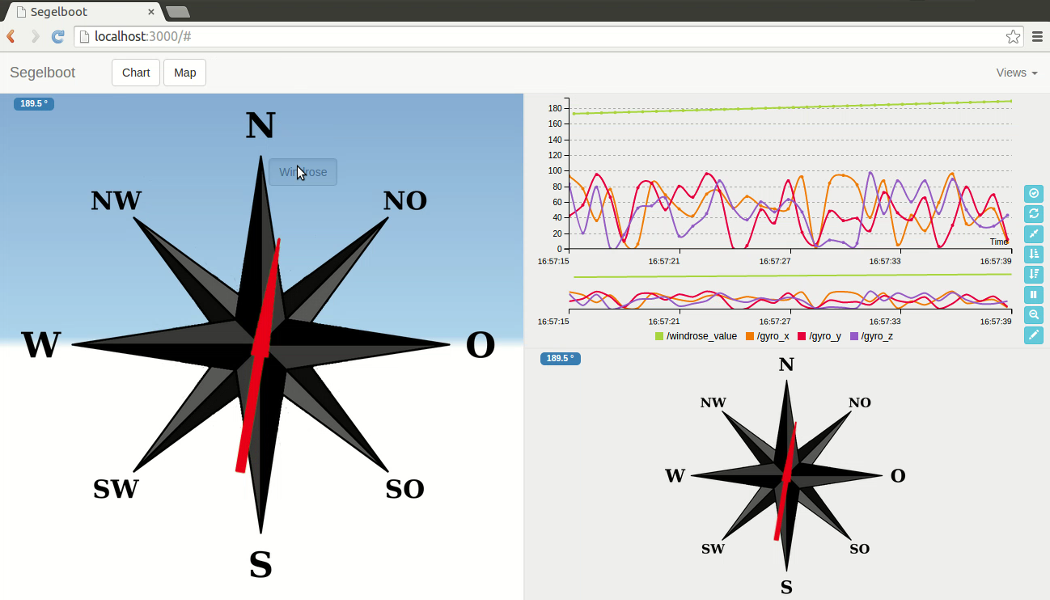 Segelboot
localhost:3000/#
Segelboot Chart Map Views
189.5 °
N
Windrose
NW NO
W O
SW SO
S
180
160
140
120
100
80
60
40
20
0
Time
16:57:15 16:57:21 16:57:27 16:57:33 16:57:39
16:57:15 16:57:21 16:57:27 16:57:33 16:57:39
/windrose_value /gyro_x /gyro_y /gyro_z
189.5 °
N
NW NO
W O
SW SO
S